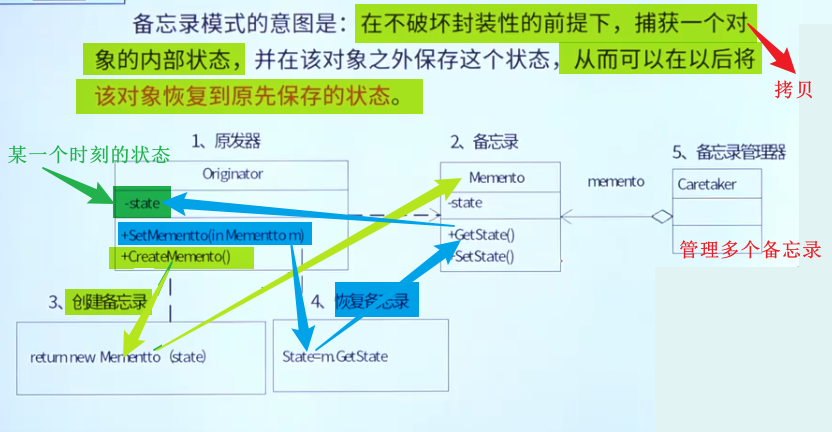 备忘录模式的意图是：在不破坏封装性的前提下，捕获一个对
象的内部状态，并在该对象之外保存这个状态，从而可以在以后将
该对象恢复到原先保存的状态。
拷贝
某一个时刻的状态
1、原发器
2、备忘录
5、备忘录管理器
Originator
Memento
memento
Caretaker
-state
-state
+SetMementto(in Mementto m)
+GetState()
管理多个备忘录
+CreateMemento()
+SetState()
3、创建备忘录
4、恢复备忘录
return new Mementto (state)
State=m.GetState